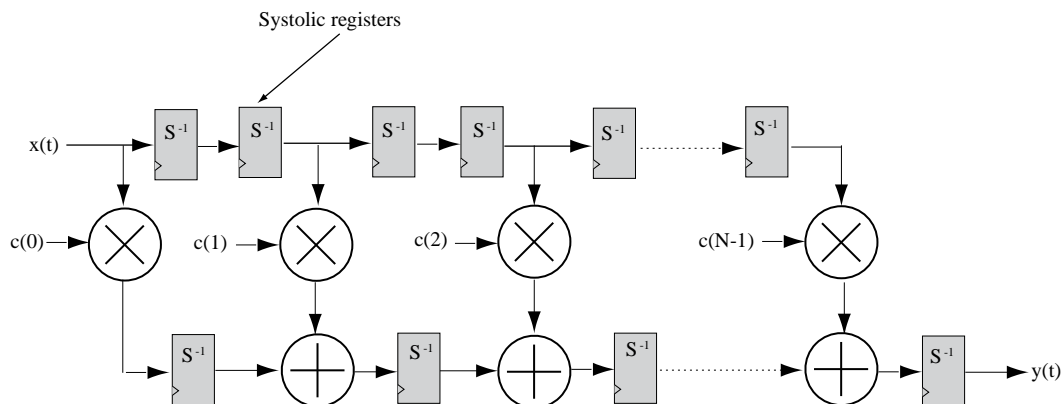 Systolic registers
x(t)
S⁻¹
S⁻¹
S⁻¹
S⁻¹
S⁻¹
S⁻¹
c(0)
c(1)
c(2)
c(N-1)
S⁻¹
S⁻¹
S⁻¹
S⁻¹
y(t)